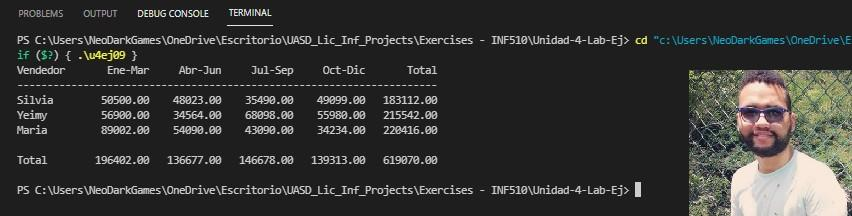 PROBLEMS OUTPUT DEBUG CONSOLE TERMINAL
PS C:\Users\NeoDarkGames\OneDrive\Escritorio\UASD_Lic_Inf_Projects\Exercises - INF510\Unidad-4-Lab-Ej> cd "c:\Users\NeoDarkGames\OneDrive\E
if ($?) { .\u4ej09 }
Vendedor Ene-Mar Abr-Jun Jul-Sep Oct-Dic Total
----------------------------------------------------------------------
Silvia 50500.00 48023.00 35490.00 49099.00 183112.00
Yeimy 56900.00 34564.00 68098.00 55980.00 215542.00
Maria 89002.00 54090.00 43090.00 34234.00 220416.00
Total 196402.00 136677.00 146678.00 139313.00 619070.00
PS C:\Users\NeoDarkGames\OneDrive\Escritorio\UASD_Lic_Inf_Projects\Exercises - INF510\Unidad-4-Lab-Ej>